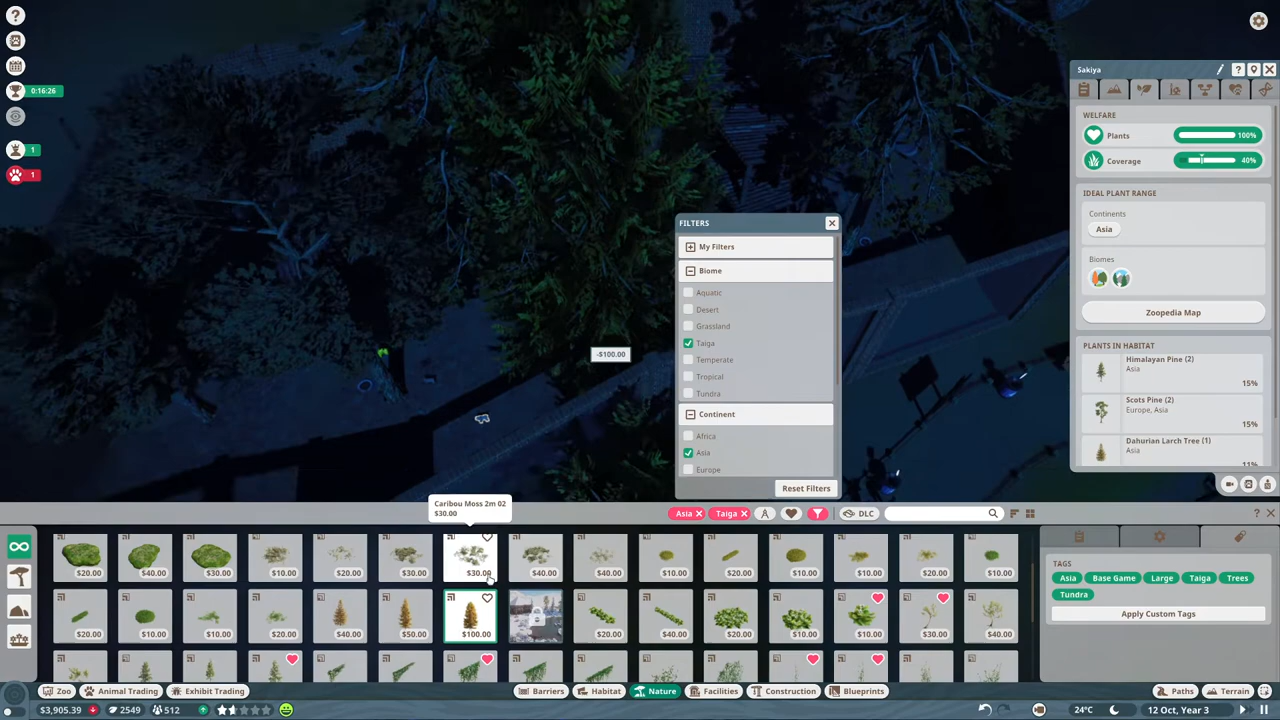 ?
0:16:26
1
1
Sakiya
?
WELFARE
Plants
100%
Coverage
40%
IDEAL PLANT RANGE
Continents
Asia
Biomes
Zoopedia Map
PLANTS IN HABITAT
Himalayan Pine (2)
Asia
15%
Scots Pine (2)
Europe, Asia
15%
Dahurian Larch Tree (1)
Asia
11%
FILTERS
My Filters
Biome
Aquatic
Desert
Grassland
Taiga
Temperate
Tropical
Tundra
Continent
Africa
Asia
Europe
Reset Filters
-$100.00
Caribou Moss 2m 02
$30.00
Asia
Taiga
DLC
?
$20.00 $40.00 $30.00 $10.00 $20.00 $30.00 $30.00 $40.00 $10.00 $10.00 $20.00 $10.00 $10.00 $20.00 $10.00
$20.00 $10.00 $20.00 $10.00 $40.00 $50.00 $100.00 $20.00 $40.00 $20.00 $10.00 $10.00 $30.00 $40.00
TAGS
Asia Base Game Large Taiga Trees
Tundra
Apply Custom Tags
Zoo Animal Trading Exhibit Trading Barriers Habitat Nature Facilities Construction Blueprints Paths Terrain
$3,905.39 2549 512 24°C 12 Oct, Year 3